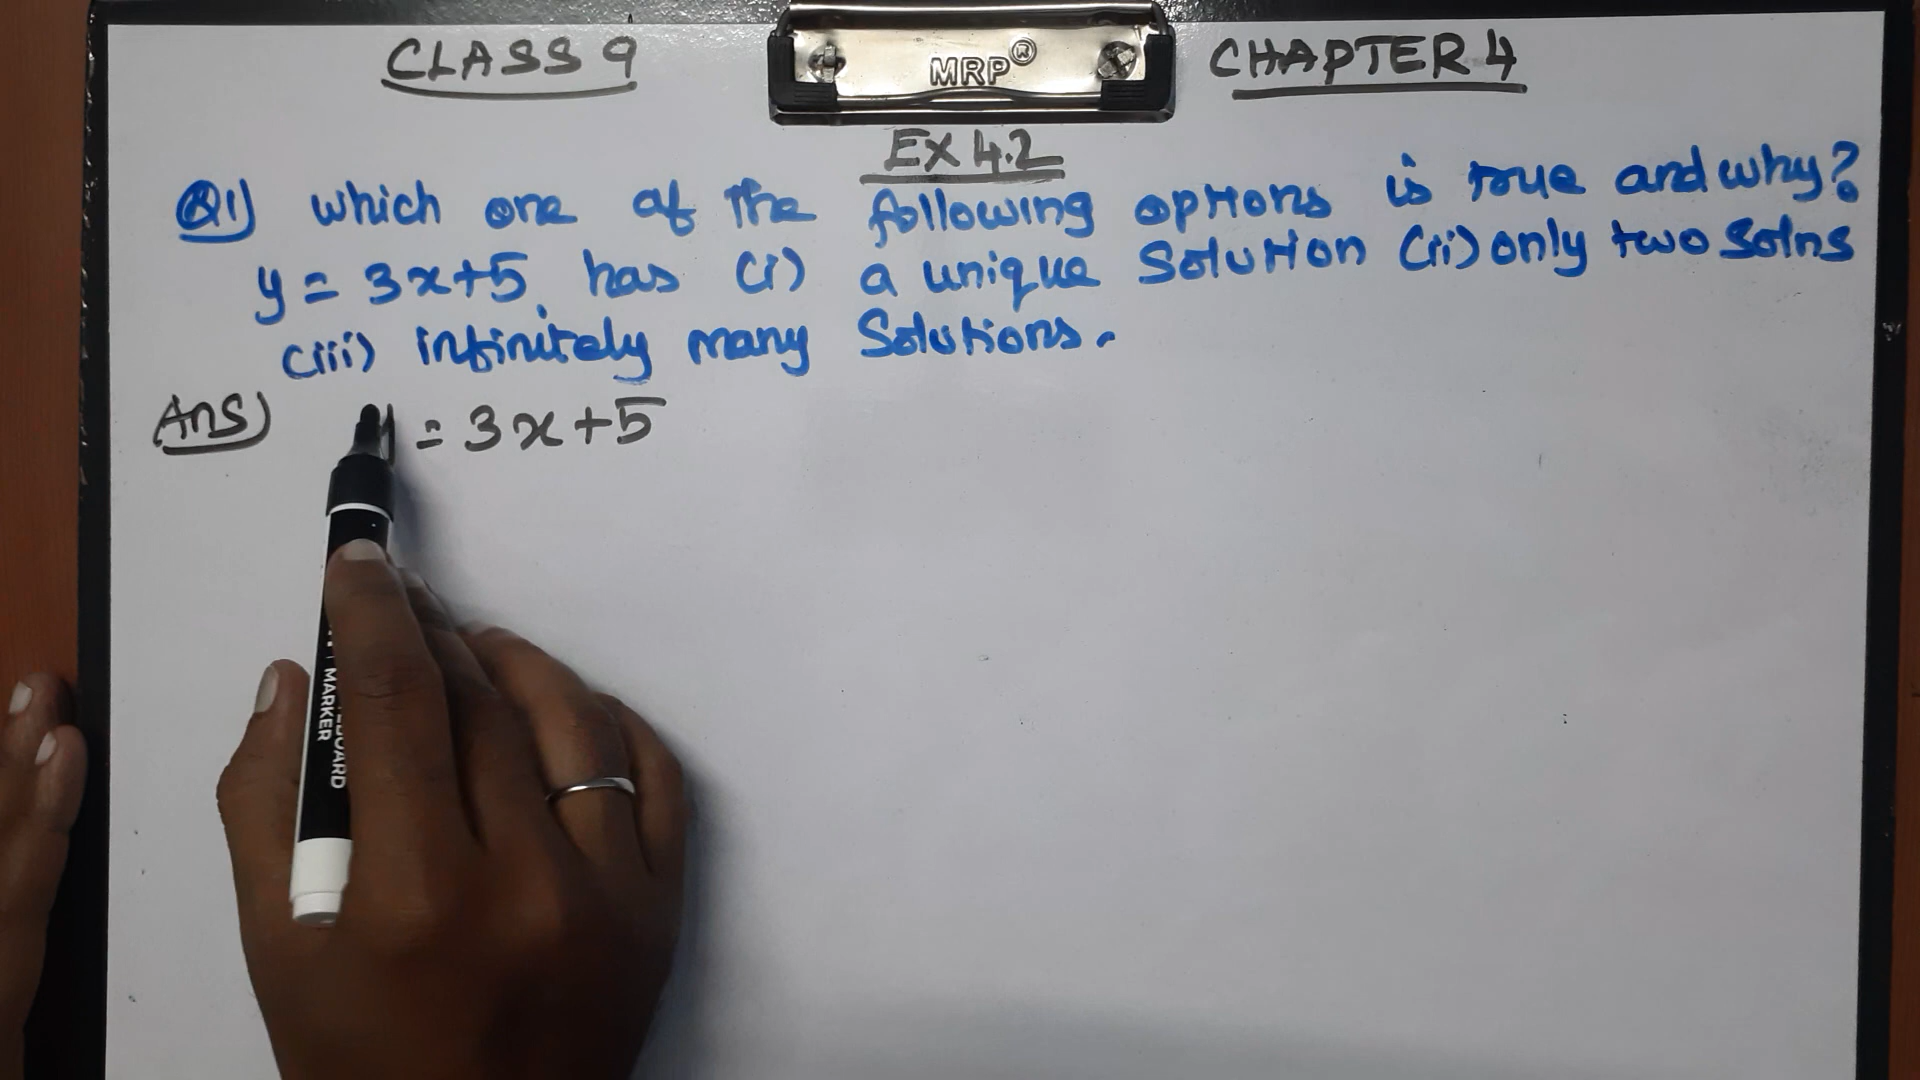 CLASS 9
MRP®
CHAPTER 4
EX 4.2
Q1) which one of the following options is true and why?
y = 3x+5, has (i) a unique solution (ii) only two solns
(iii) infinitely many solutions.
Ans) y = 3x+5
MARKER